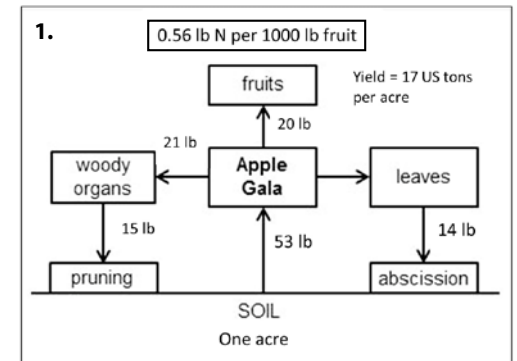 1.
0.56 lb N per 1000 lb fruit
fruits
Yield = 17 US tons
per acre
20 lb
21 lb
woody
organs
Apple
Gala
leaves
15 lb
53 lb
14 lb
pruning
abscission
SOIL
One acre